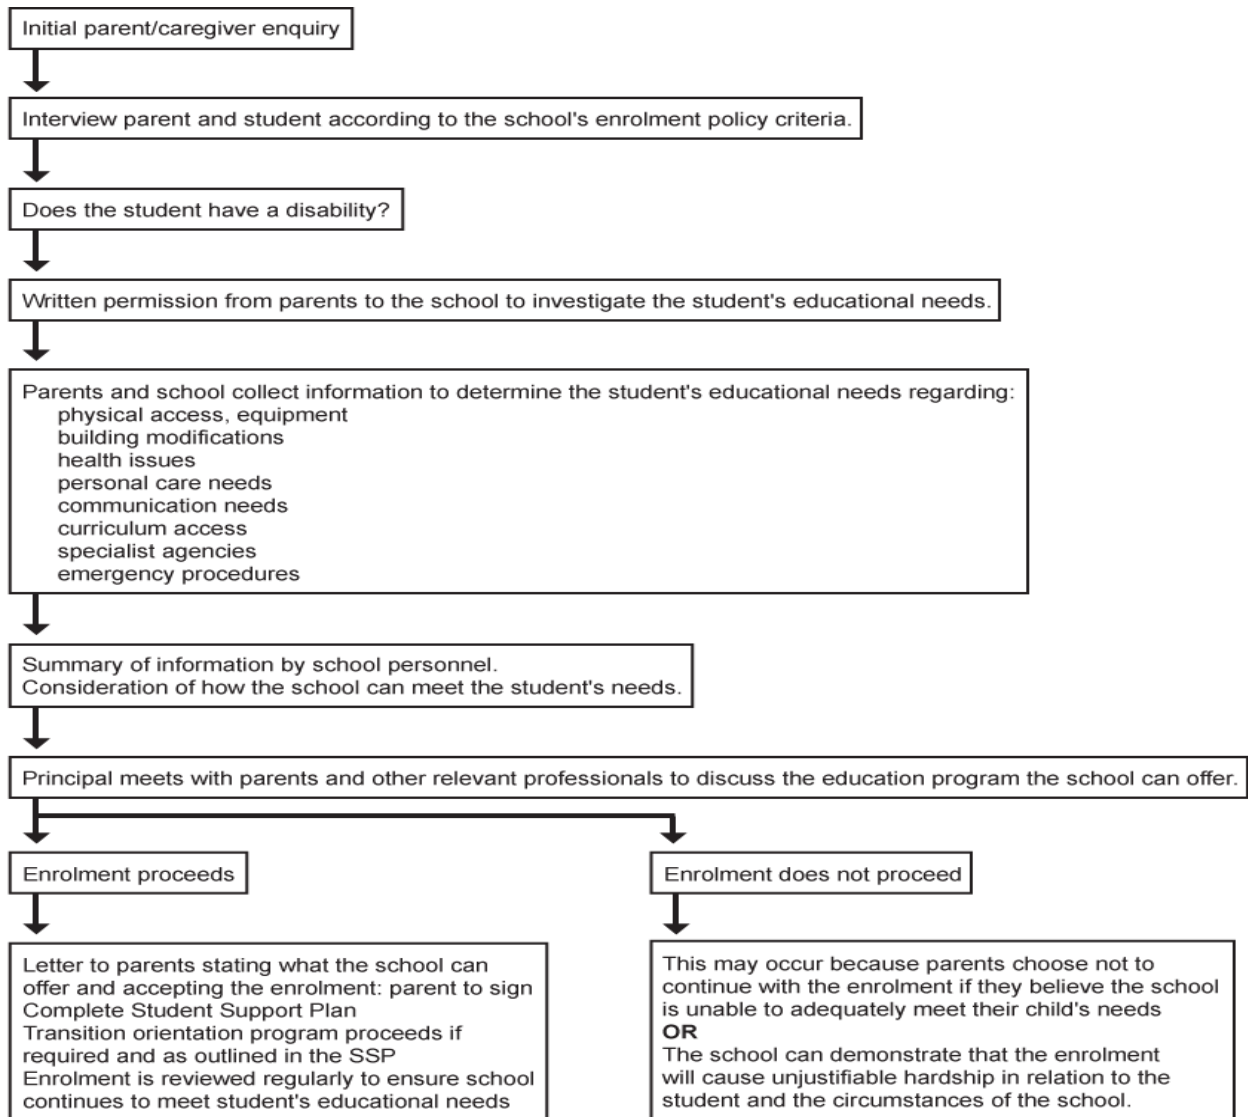 Initial parent/caregiver enquiry
Interview parent and student according to the school's enrolment policy criteria.
Does the student have a disability?
Written permission from parents to the school to investigate the student's educational needs.
Parents and school collect information to determine the student's educational needs regarding:
physical access, equipment
building modifications
health issues
personal care needs
communication needs
curriculum access
specialist agencies
emergency procedures
Summary of information by school personnel.
Consideration of how the school can meet the student's needs.
Principal meets with parents and other relevant professionals to discuss the education program the school can offer.
Enrolment proceeds
Letter to parents stating what the school can
offer and accepting the enrolment: parent to sign
Complete Student Support Plan
Transition orientation program proceeds if
required and as outlined in the SSP
Enrolment is reviewed regularly to ensure school
continues to meet student's educational needs
Enrolment does not proceed
This may occur because parents choose not to
continue with the enrolment if they believe the school
is unable to adequately meet their child's needs
OR
The school can demonstrate that the enrolment
will cause unjustifiable hardship in relation to the
student and the circumstances of the school.